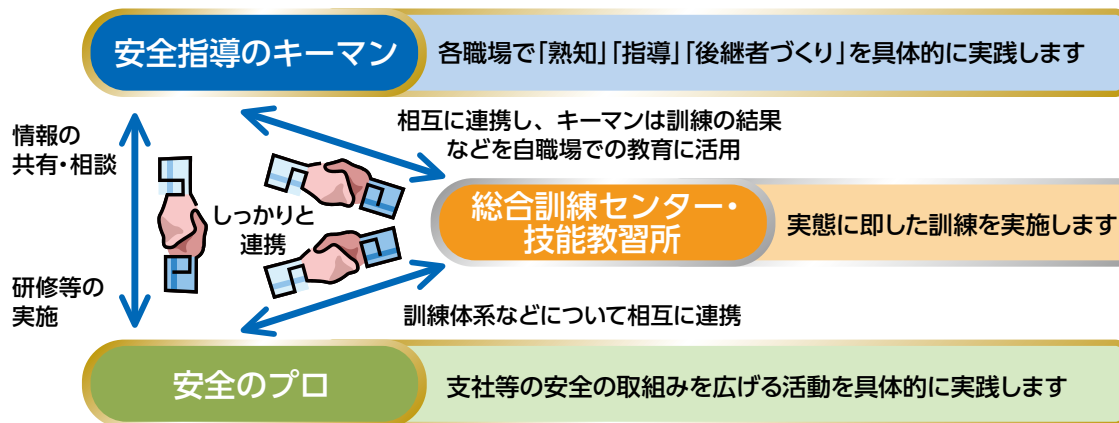 安全指導のキーマン
各職場で「熟知」「指導」「後継者づくり」を具体的に実践します
情報の
共有・相談
相互に連携し、キーマンは訓練の結果
などを自職場での教育に活用
しっかりと
連携
総合訓練センター・
技能教習所
実態に即した訓練を実施します
研修等の
実施
訓練体系などについて相互に連携
安全のプロ
支社等の安全の取組みを広げる活動を具体的に実践します